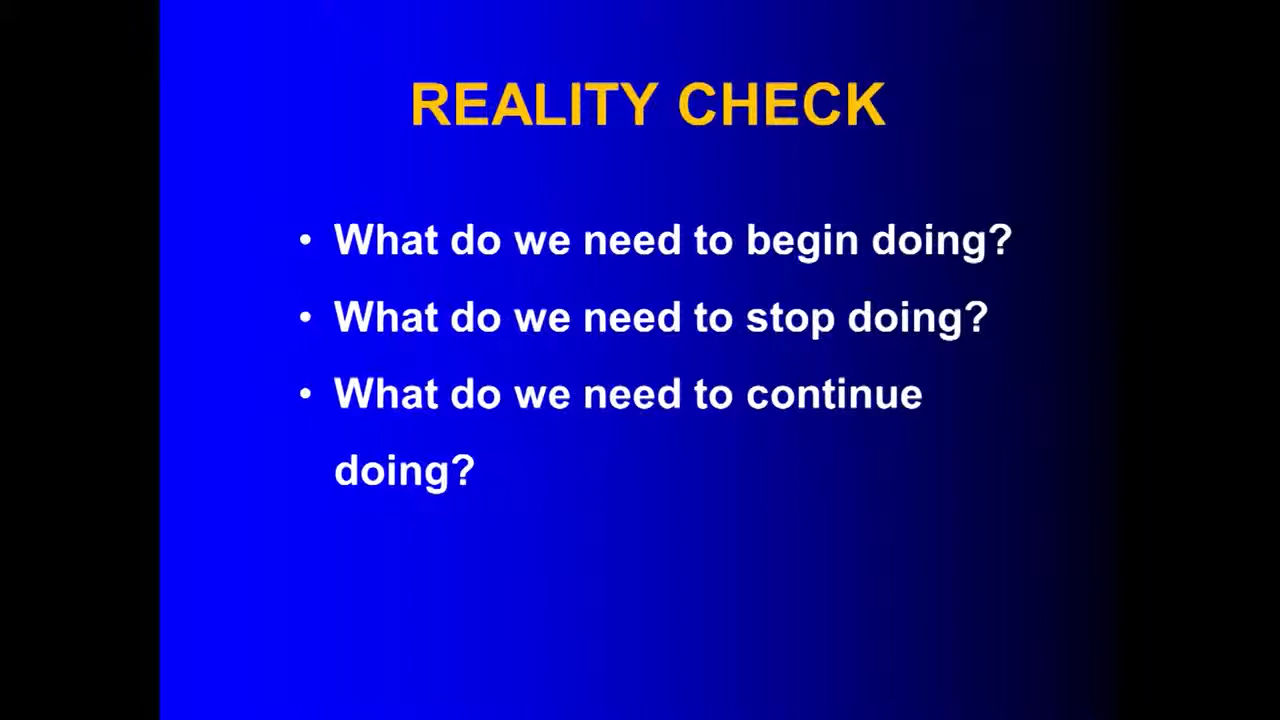 REALITY CHECK
• What do we need to begin doing?
• What do we need to stop doing?
• What do we need to continue
doing?